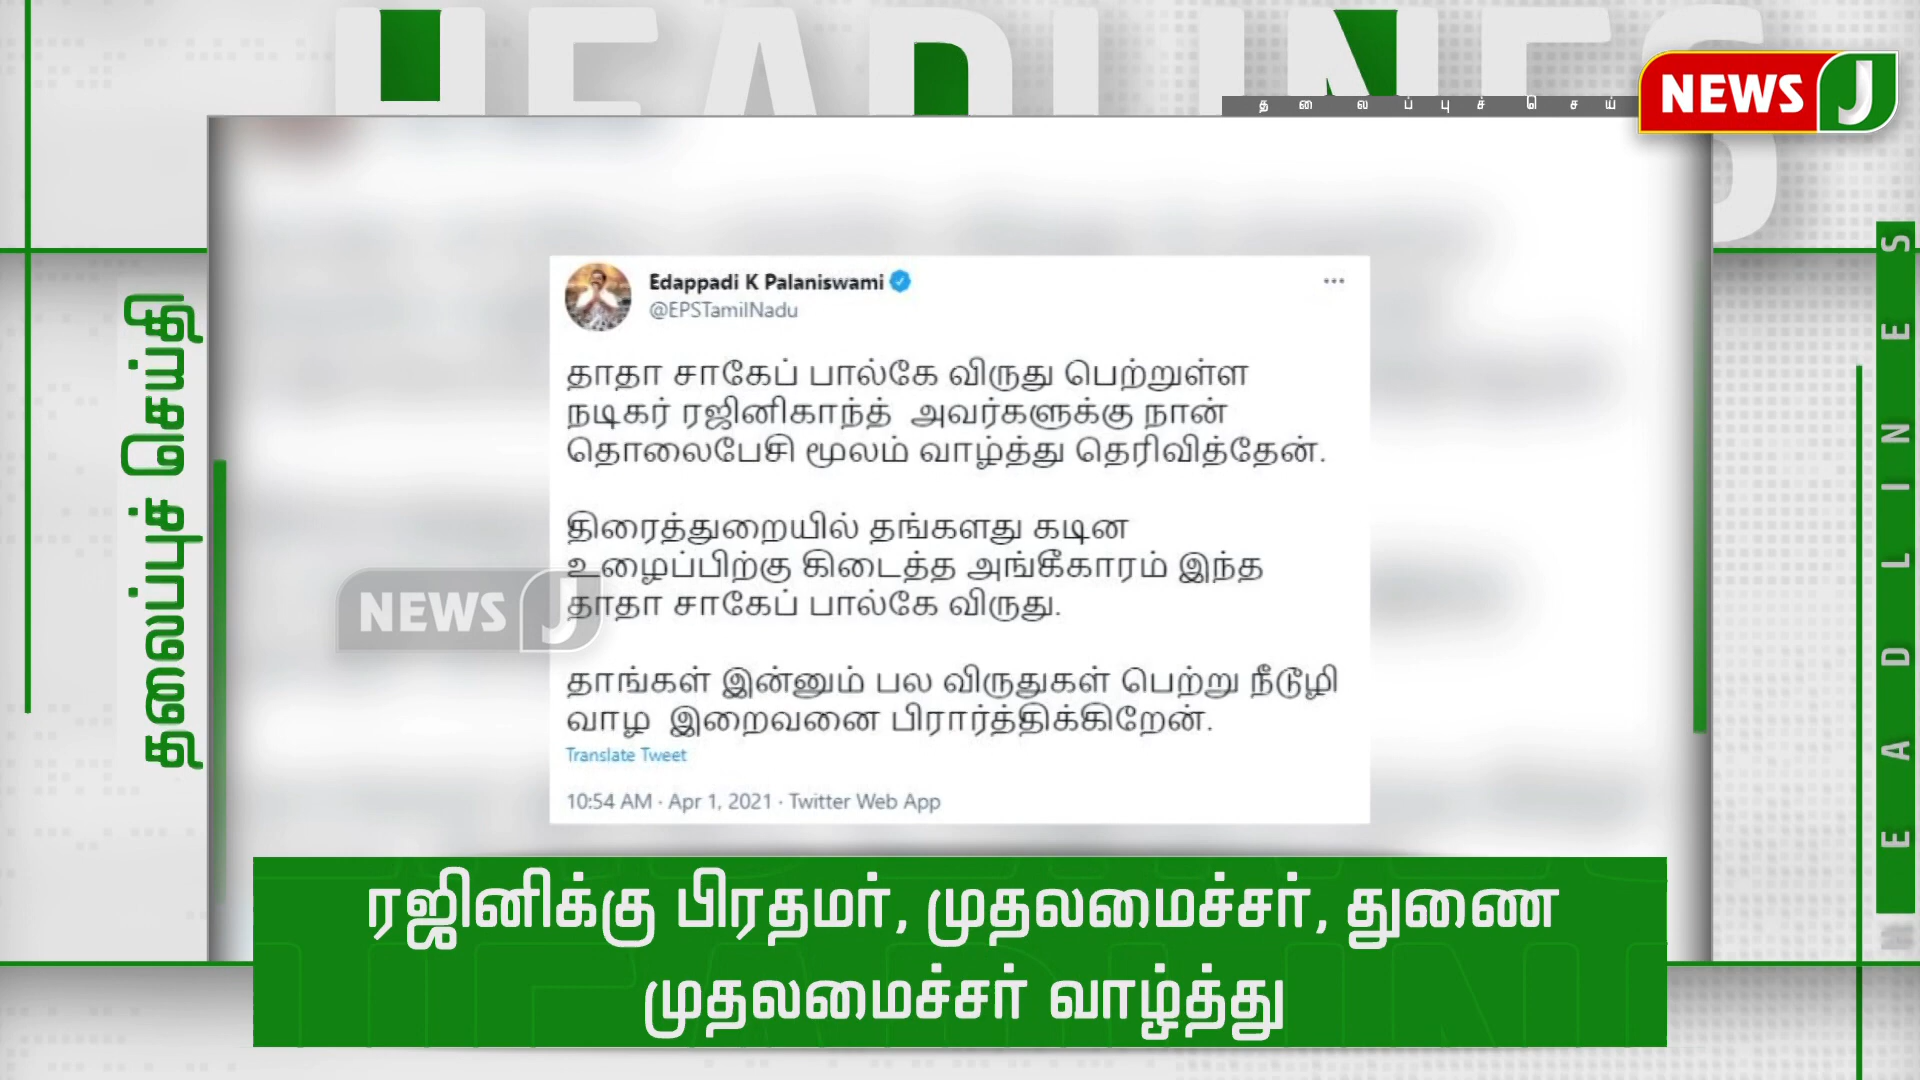 HEADLINES
தலைப்புச் செய்
NEWS J
தலைப்புச் செய்தி
Edappadi K Palaniswami
@EPSTamilNadu
தாதா சாகேப் பால்கே விருது பெற்றுள்ள
நடிகர் ரஜினிகாந்த் அவர்களுக்கு நான்
தொலைபேசி மூலம் வாழ்த்து தெரிவித்தேன்.
திரைத்துறையில் தங்களது கடின
உழைப்பிற்கு கிடைத்த அங்கீகாரம் இந்த
தாதா சாகேப் பால்கே விருது.
NEWS J
தாங்கள் இன்னும் பல விருதுகள் பெற்று நீடூழி
வாழ இறைவனை பிரார்த்திக்கிறேன்.
Translate Tweet
10:54 AM · Apr 1, 2021 · Twitter Web App
EADLINES
ரஜினிக்கு பிரதமர், முதலமைச்சர், துணை
முதலமைச்சர் வாழ்த்து